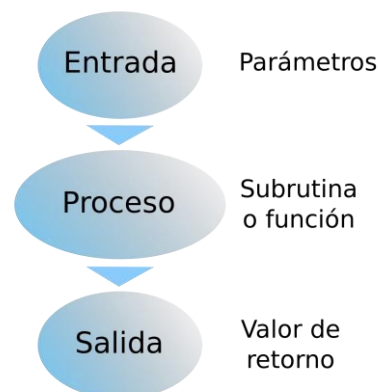 Entrada
Parámetros
Proceso
Subrutina
o función
Salida
Valor de
retorno